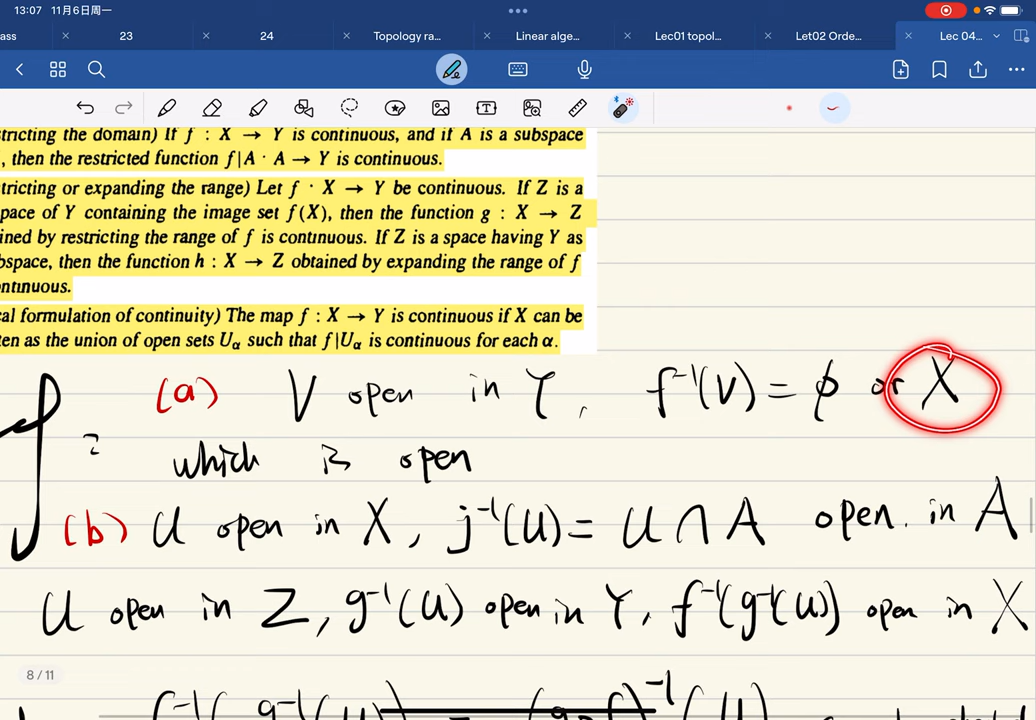 13:07 11月6日周一
ass 23 24 Topology ra... Linear alge... Lec01 topol... Let02 Orde... Lec 04...
tricting the domain) If f : X → Y is continuous, and if A is a subspace
, then the restricted function f|A · A → Y is continuous.
tricting or expanding the range) Let f · X → Y be continuous. If Z is a
pace of Y containing the image set f(X), then the function g : X → Z
ined by restricting the range of f is continuous. If Z is a space having Y as
bspace, then the function h : X → Z obtained by expanding the range of f
ontinuous.
cal formulation of continuity) The map f : X → Y is continuous if X can be
ten as the union of open sets Uα such that f|Uα is continuous for each α.
(a) V open in Y, f⁻¹(V) = ϕ or X
which is open
(b) U open in X, j⁻¹(U) = U ∩ A open. in A
U open in Z, g⁻¹(U) open in Y, f⁻¹(g⁻¹(U)) open in X
8 / 11
f⁻¹(g⁻¹(U)) = (g∘f)⁻¹(U)